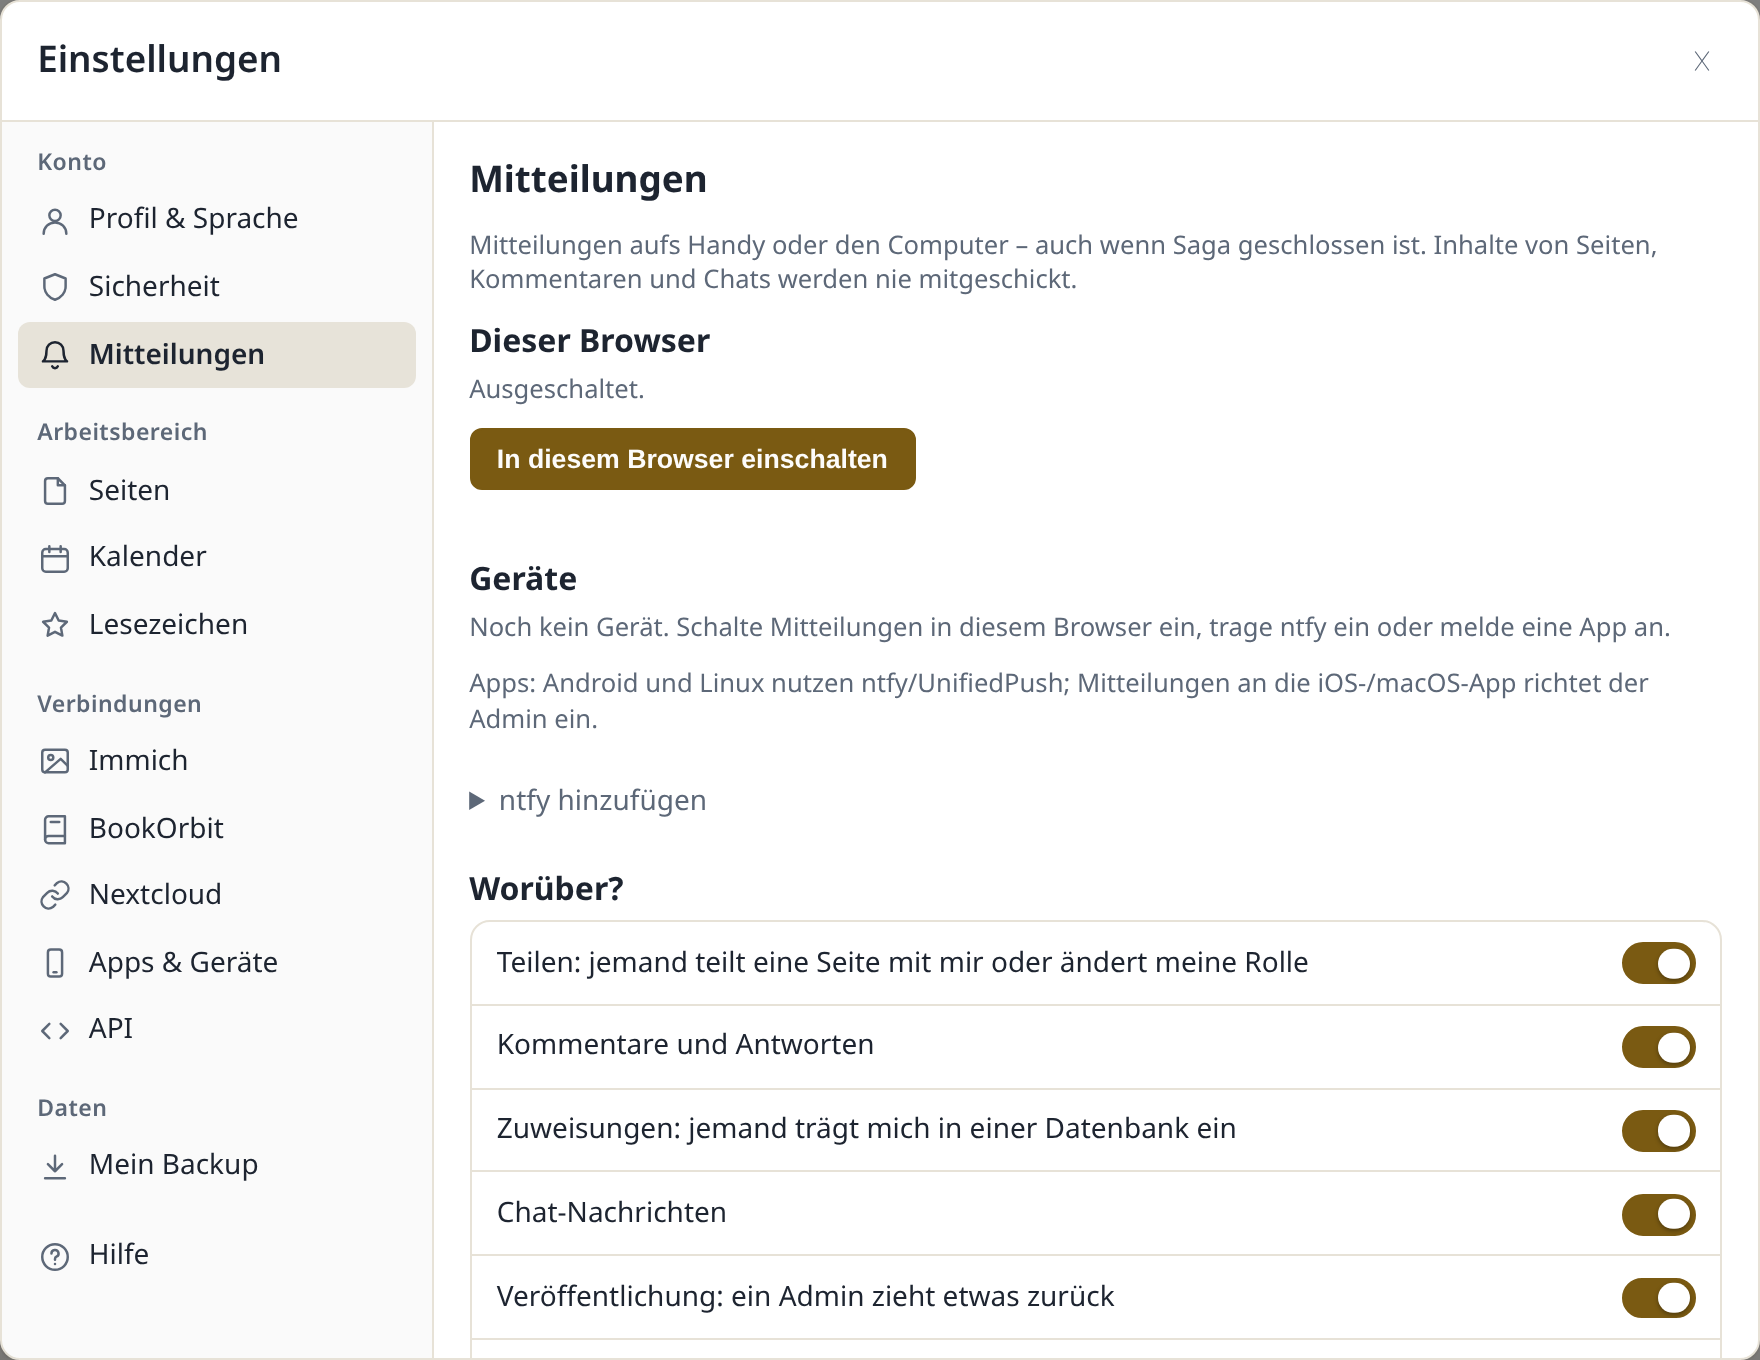 Einstellungen
X
Konto
Profil & Sprache
Sicherheit
Mitteilungen
Arbeitsbereich
Seiten
Kalender
Lesezeichen
Verbindungen
Immich
BookOrbit
Nextcloud
Apps & Geräte
API
Daten
Mein Backup
Hilfe
Mitteilungen
Mitteilungen aufs Handy oder den Computer – auch wenn Saga geschlossen ist. Inhalte von Seiten,
Kommentaren und Chats werden nie mitgeschickt.
Dieser Browser
Ausgeschaltet.
In diesem Browser einschalten
Geräte
Noch kein Gerät. Schalte Mitteilungen in diesem Browser ein, trage ntfy ein oder melde eine App an.
Apps: Android und Linux nutzen ntfy/UnifiedPush; Mitteilungen an die iOS-/macOS-App richtet der
Admin ein.
ntfy hinzufügen
Worüber?
Teilen: jemand teilt eine Seite mit mir oder ändert meine Rolle
Kommentare und Antworten
Zuweisungen: jemand trägt mich in einer Datenbank ein
Chat-Nachrichten
Veröffentlichung: ein Admin zieht etwas zurück